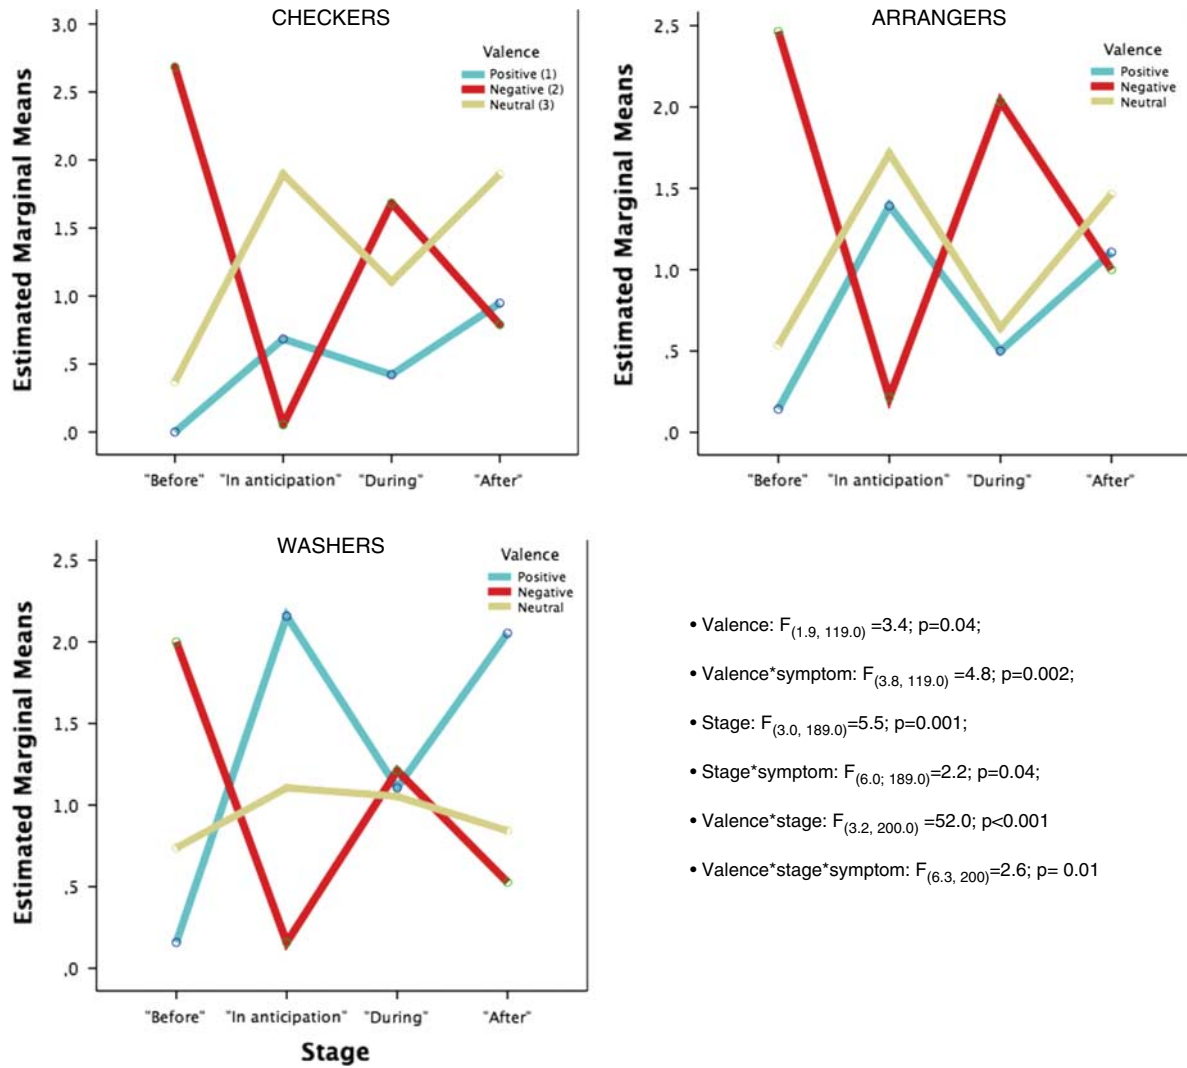 CHECKERS
Estimated Marginal Means
3.0
2.5
2.0
1.5
1.0
.5
.0
Valence
Positive (1)
Negative (2)
Neutral (3)
"Before" "In anticipation" "During" "After"
ARRANGERS
Estimated Marginal Means
2.5
2.0
1.5
1.0
.5
.0
Valence
Positive
Negative
Neutral
"Before" "In anticipation" "During" "After"
WASHERS
Estimated Marginal Means
2.5
2.0
1.5
1.0
.5
.0
Valence
Positive
Negative
Neutral
"Before" "In anticipation" "During" "After"
Stage
• Valence: F(1.9, 119.0) =3.4; p=0.04;
• Valence*symptom: F(3.8, 119.0) =4.8; p=0.002;
• Stage: F(3.0, 189.0)=5.5; p=0.001;
• Stage*symptom: F(6.0; 189.0)=2.2; p=0.04;
• Valence*stage: F(3.2, 200.0) =52.0; p<0.001
• Valence*stage*symptom: F(6.3, 200)=2.6; p= 0.01